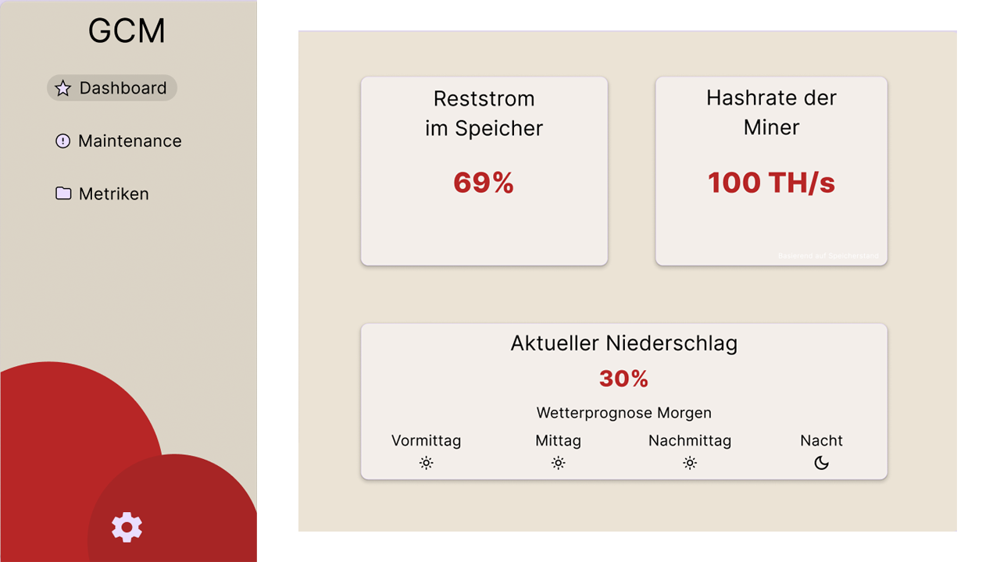 GCM
Dashboard
Maintenance
Metriken
Reststrom
im Speicher
69%
Hashrate der
Miner
100 TH/s
Basierend auf Speicherstand
Aktueller Niederschlag
30%
Wetterprognose Morgen
Vormittag
Mittag
Nachmittag
Nacht